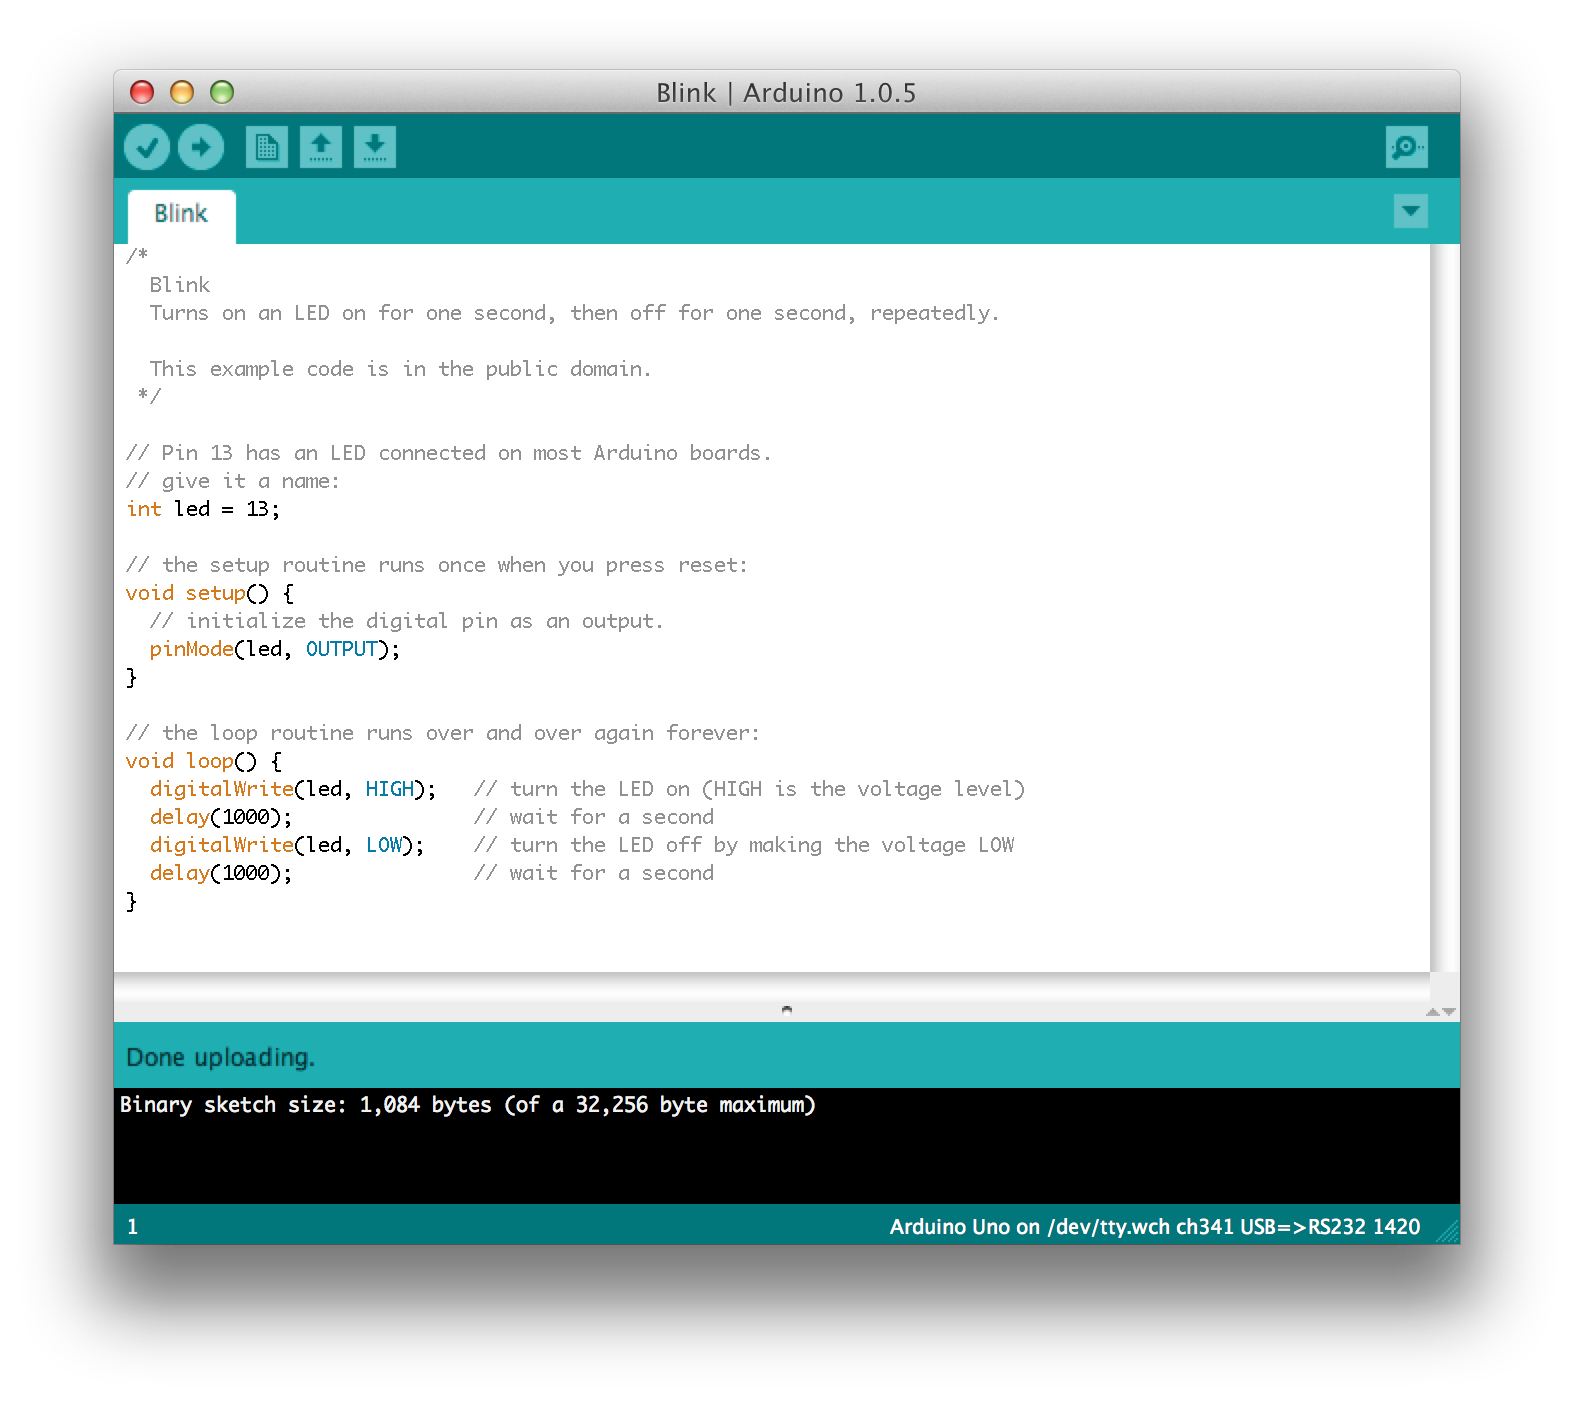 Blink | Arduino 1.0.5
Blink
/*
  Blink
  Turns on an LED on for one second, then off for one second, repeatedly.

  This example code is in the public domain.
 */

// Pin 13 has an LED connected on most Arduino boards.
// give it a name:
int led = 13;

// the setup routine runs once when you press reset:
void setup() {
  // initialize the digital pin as an output.
  pinMode(led, OUTPUT);
}

// the loop routine runs over and over again forever:
void loop() {
  digitalWrite(led, HIGH);   // turn the LED on (HIGH is the voltage level)
  delay(1000);               // wait for a second
  digitalWrite(led, LOW);    // turn the LED off by making the voltage LOW
  delay(1000);               // wait for a second
}
Done uploading.
Binary sketch size: 1,084 bytes (of a 32,256 byte maximum)
1 Arduino Uno on /dev/tty.wch ch341 USB=>RS232 1420